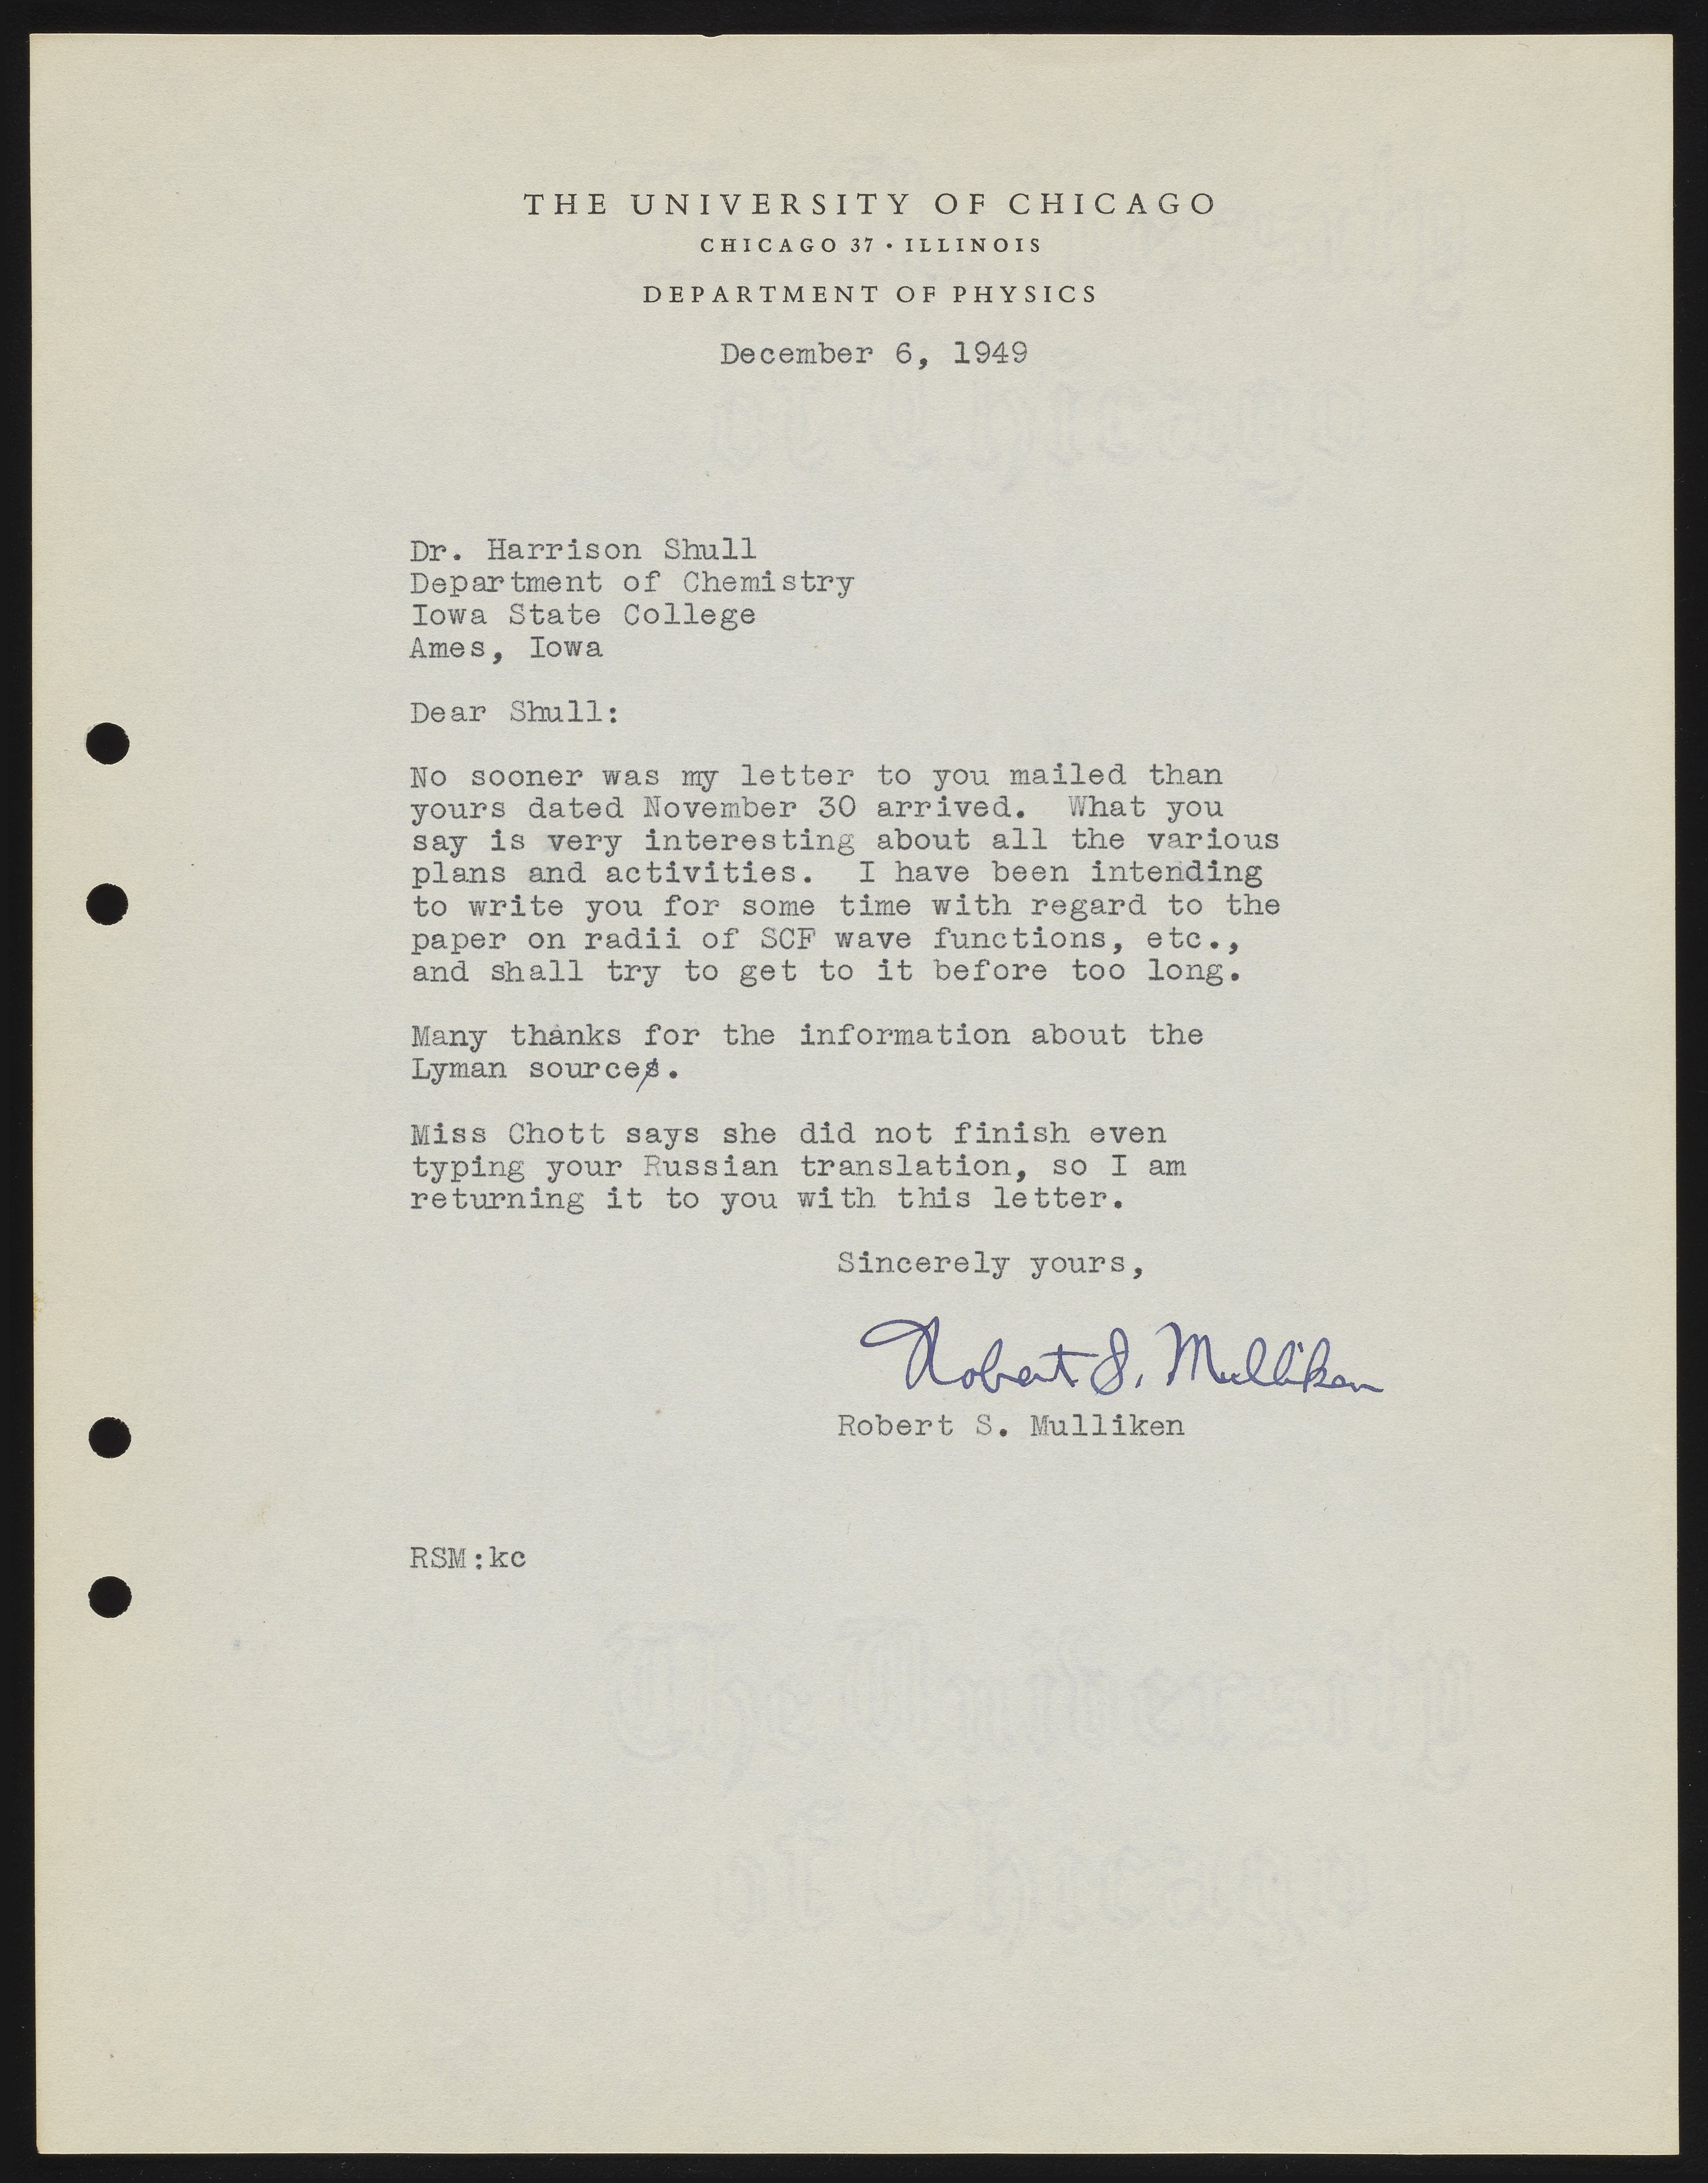 THE UNIVERSITY OF CHICAGO
CHICAGO 37 • ILLINOIS
DEPARTMENT OF PHYSICS
December 6, 1949
Dr. Harrison Shull
Department of Chemistry
Iowa State College
Ames, Iowa
Dear Shull:
No sooner was my letter to you mailed than
yours dated November 30 arrived.  What you
say is very interesting about all the various
plans and activities.  I have been intending
to write you for some time with regard to the
paper on radii of SCF wave functions, etc.,
and shall try to get to it before too long.
Many thanks for the information about the
Lyman source.
Miss Chott says she did not finish even
typing your Russian translation, so I am
returning it to you with this letter.
Sincerely yours,
Robert S. Mulliken
Robert S. Mulliken
RSM:kc
The University
of Chicago